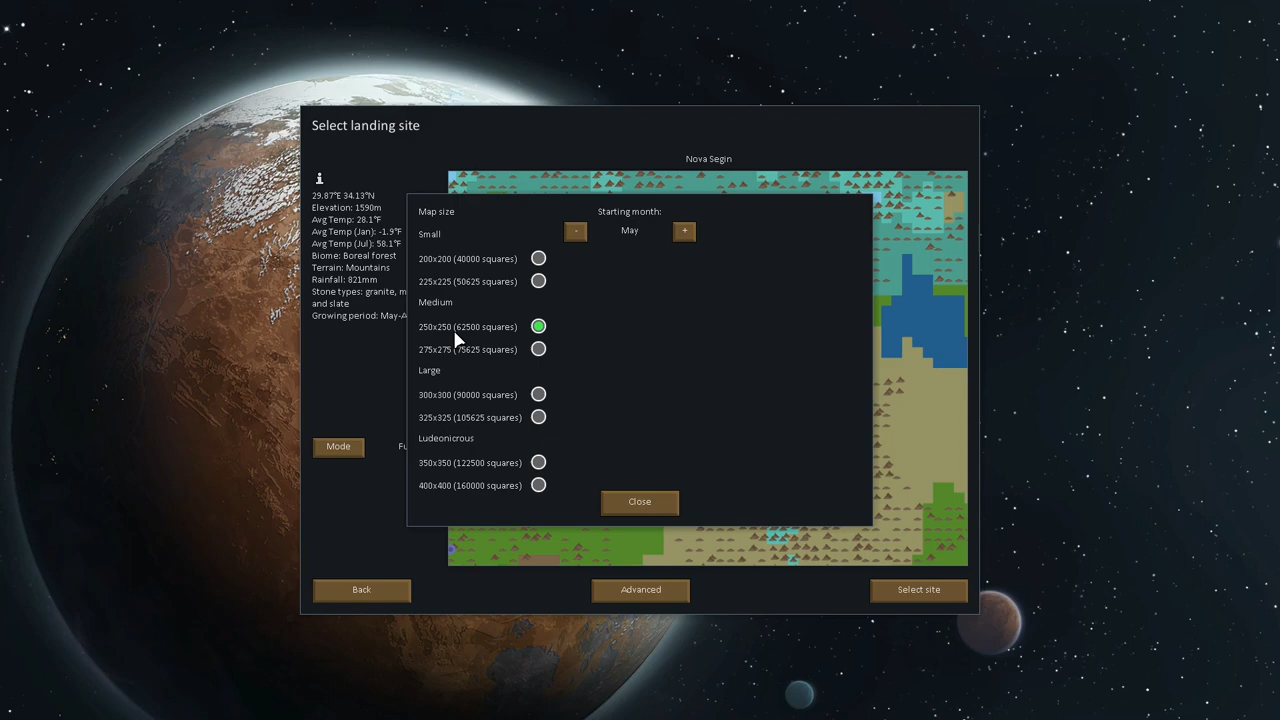 Select landing site
Nova Segin
29.87°E 34.13°N
Elevation: 1590m
Avg Temp: 28.1°F
Avg Temp (Jan): -1.9°F
Avg Temp (Jul): 58.1°F
Biome: Boreal forest
Terrain: Mountains
Rainfall: 821mm
Stone types: granite, m
and slate
Growing period: May-A
Mode
Fu
Map size
Small
200x200 (40000 squares)
225x225 (50625 squares)
Medium
250x250 (62500 squares)
275x275 (75625 squares)
Large
300x300 (90000 squares)
325x325 (105625 squares)
Ludeonicrous
350x350 (122500 squares)
400x400 (160000 squares)
Starting month:
- May +
Close
Back
Advanced
Select site